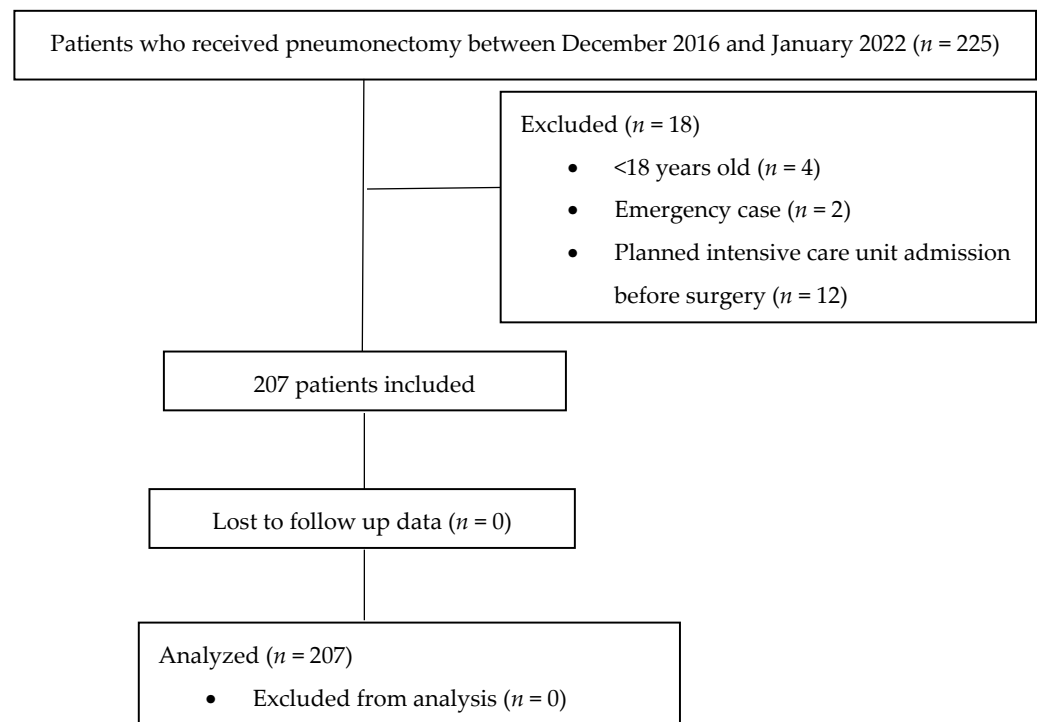 Patients who received pneumonectomy between December 2016 and January 2022 (n = 225)
Excluded (n = 18)
• <18 years old (n = 4)
• Emergency case (n = 2)
• Planned intensive care unit admission
before surgery (n = 12)
207 patients included
Lost to follow up data (n = 0)
Analyzed (n = 207)
• Excluded from analysis (n = 0)